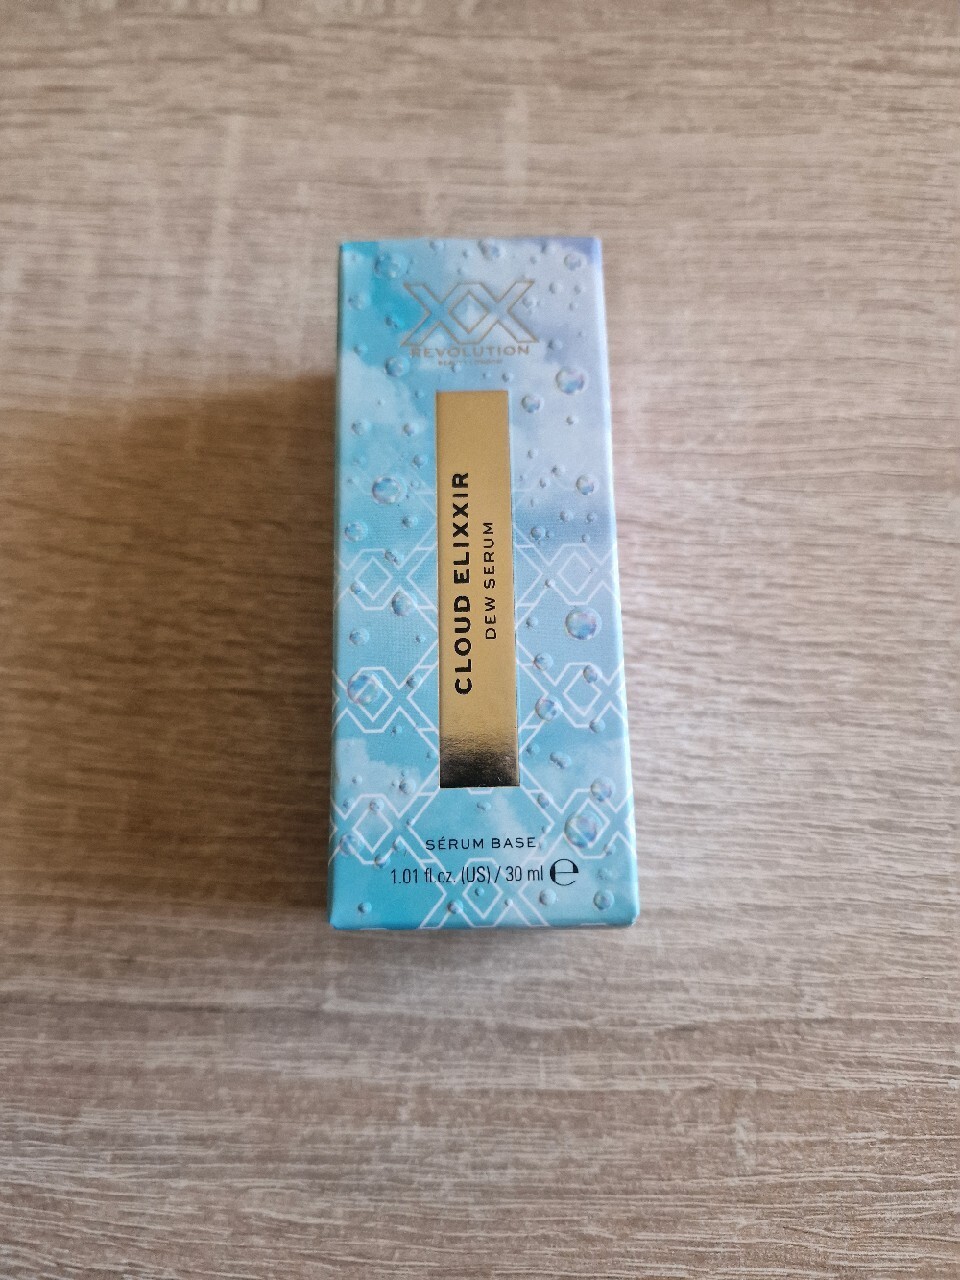 XX
REVOLUTION
CLOUD ELIXXIR
DEW SERUM
SÉRUM BASE
1.01 fl oz. (US) / 30 ml ℮